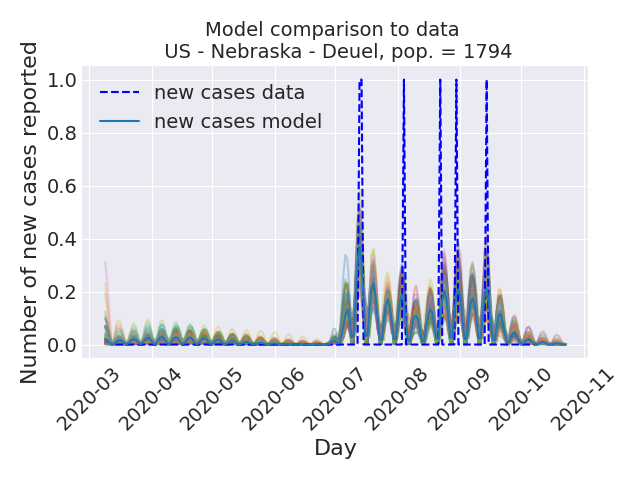 Model comparison to data
US - Nebraska - Deuel, pop. = 1794
Number of new cases reported
1.0
0.8
0.6
0.4
0.2
0.0
new cases data
new cases model
2020-03
2020-04
2020-05
2020-06
2020-07
2020-08
2020-09
2020-10
2020-11
Day